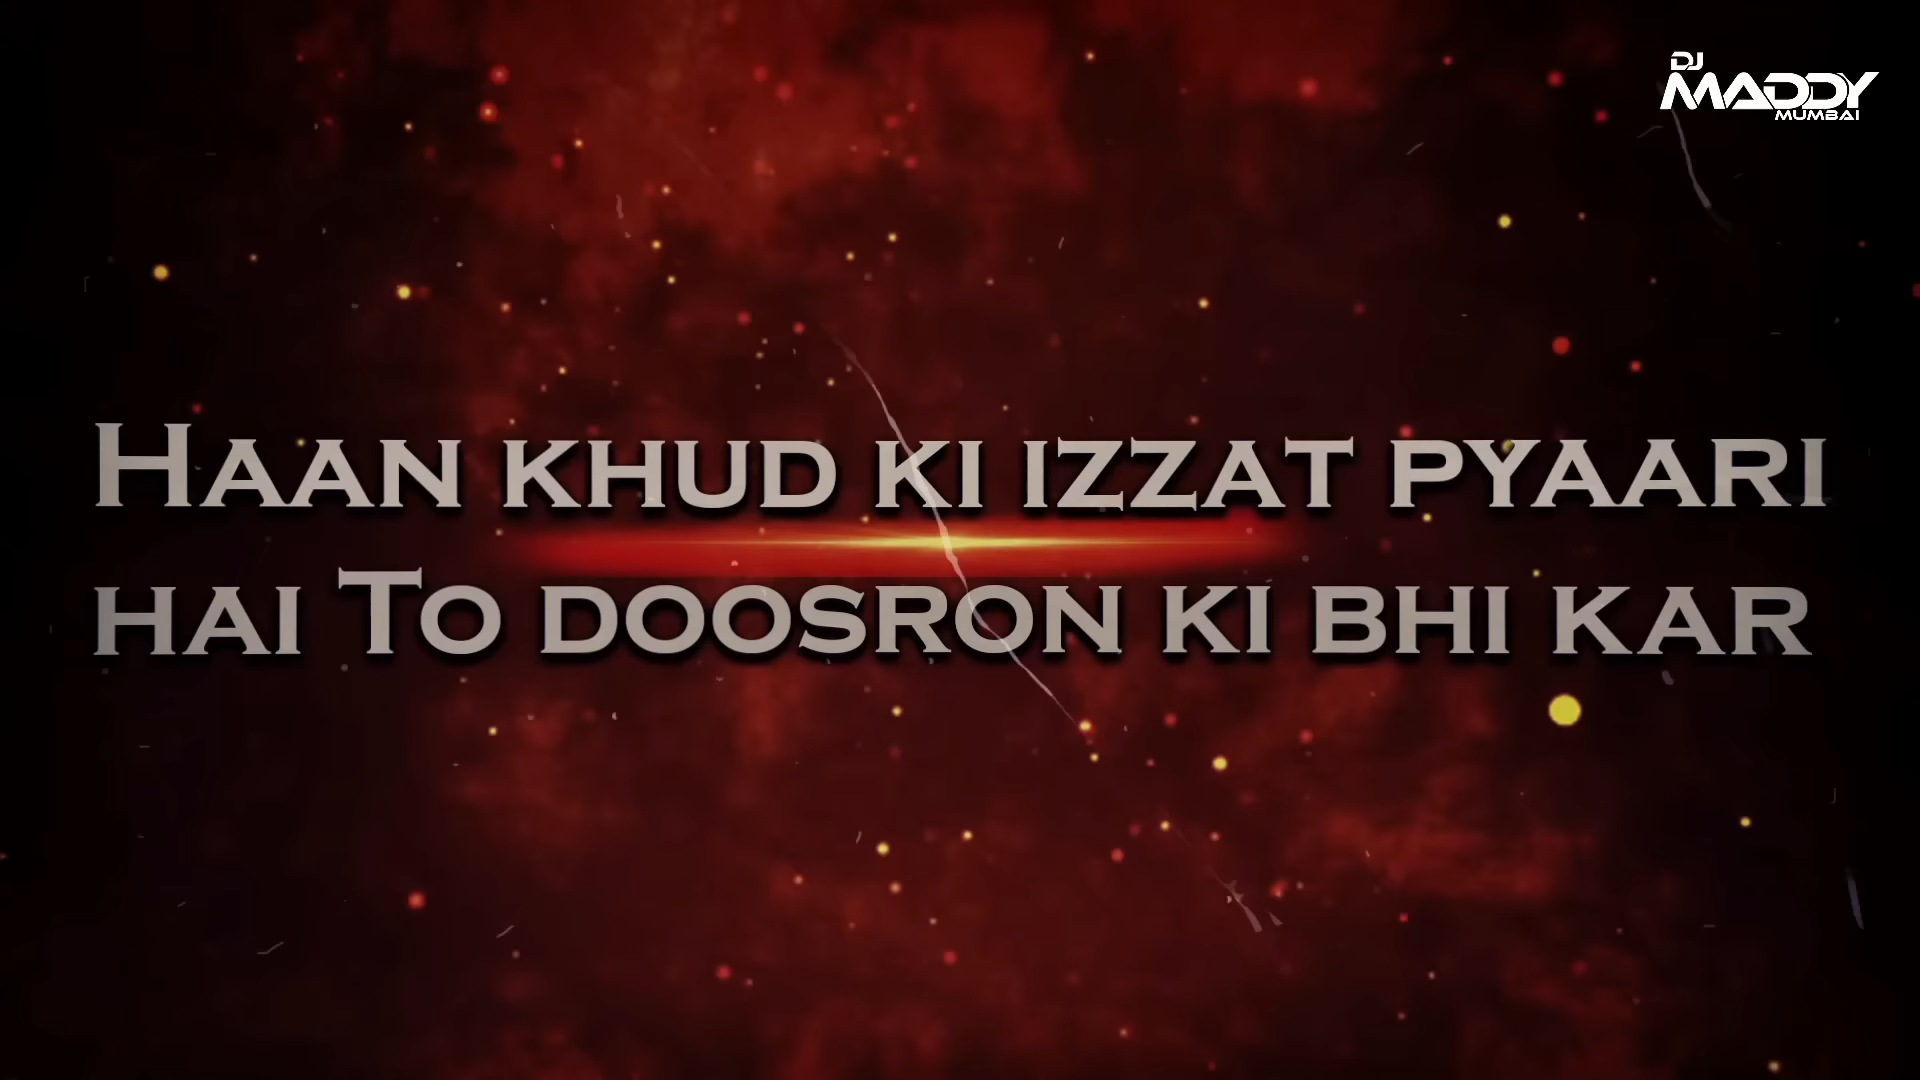 DJ
MADDY
MUMBAI
Haan khud ki izzat pyaari
hai To doosron ki bhi kar